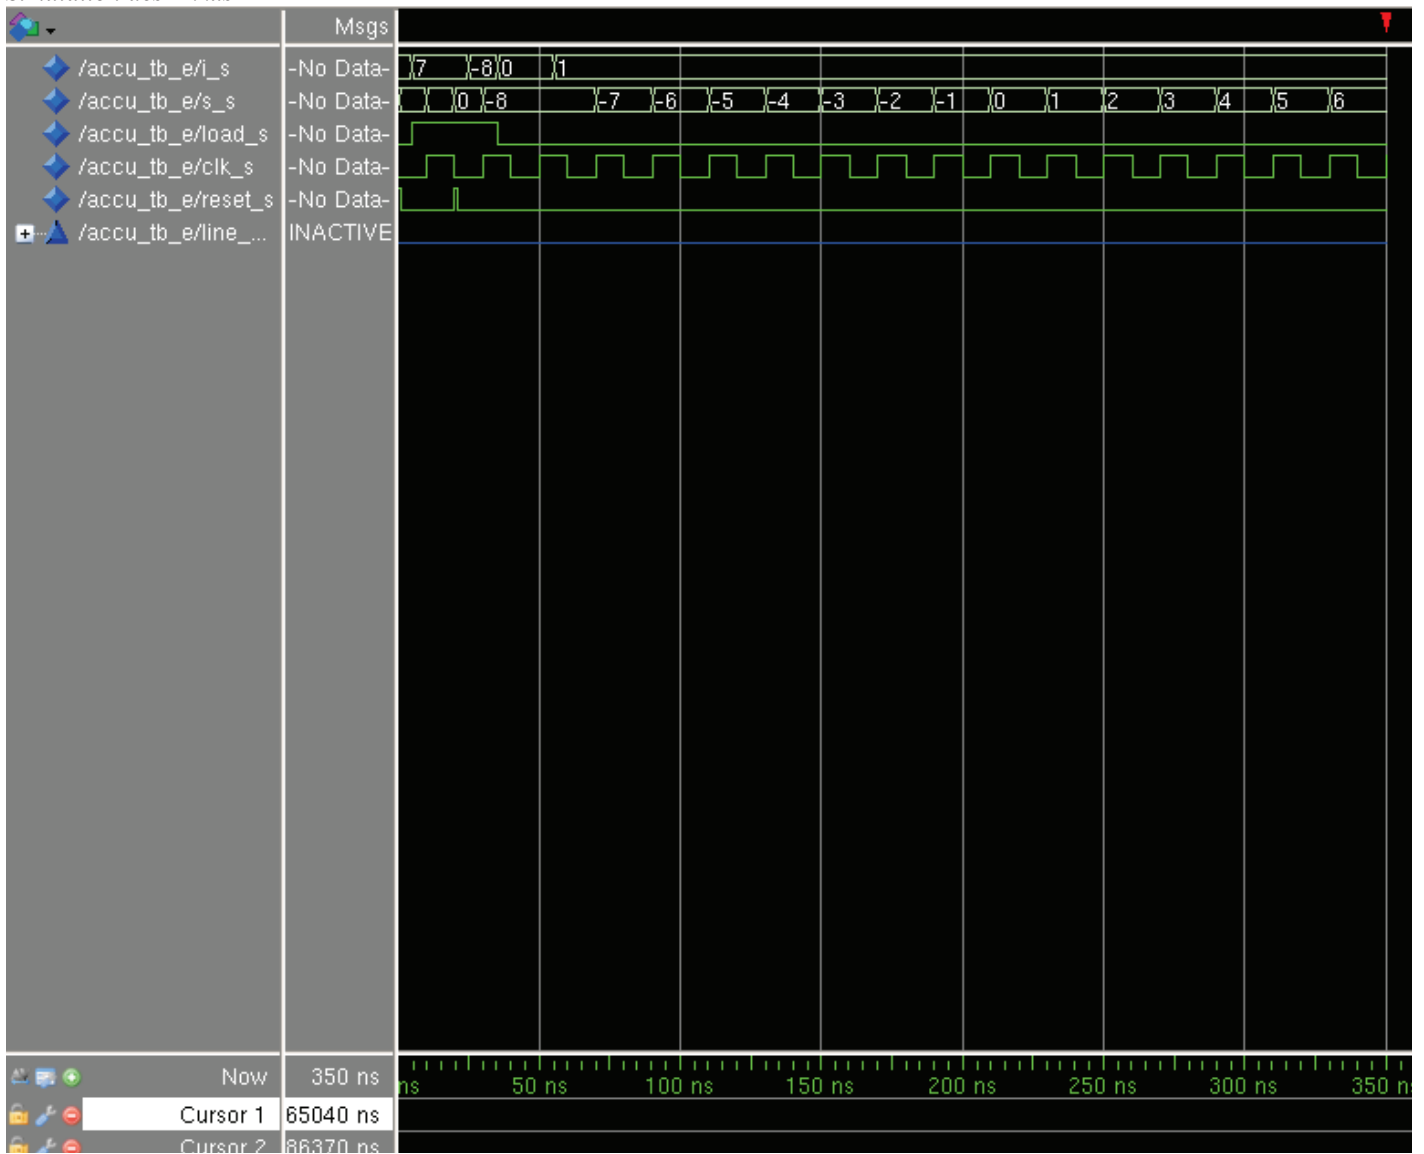 Msgs
/accu_tb_e/i_s -No Data- 7 -8 0 1
/accu_tb_e/s_s -No Data- 0 -8 -7 -6 -5 -4 -3 -2 -1 0 1 2 3 4 5 6
/accu_tb_e/load_s -No Data-
/accu_tb_e/clk_s -No Data-
/accu_tb_e/reset_s -No Data-
/accu_tb_e/line_... INACTIVE
Now 350 ns ns 50 ns 100 ns 150 ns 200 ns 250 ns 300 ns 350 n
Cursor 1 65040 ns
Cursor 2 86370 ns